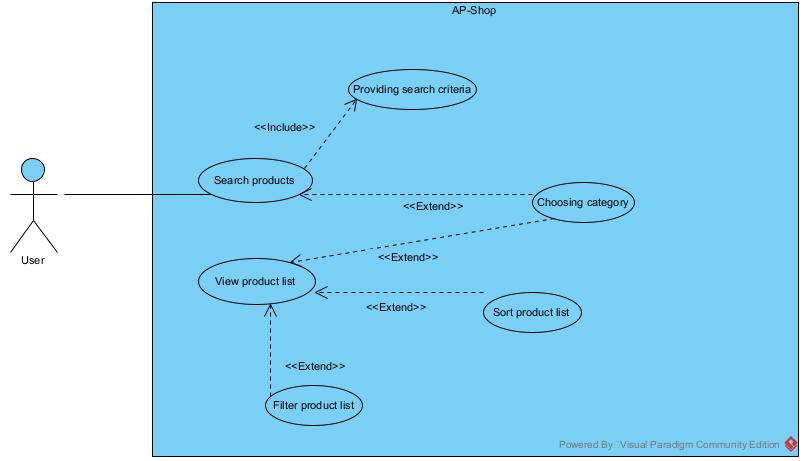 AP-Shop
Providing search criteria
<<Include>>
Search products
Choosing category
<<Extend>>
User
<<Extend>>
View product list
<<Extend>>
Sort product list
<<Extend>>
Filter product list
Powered By Visual Paradigm Community Edition